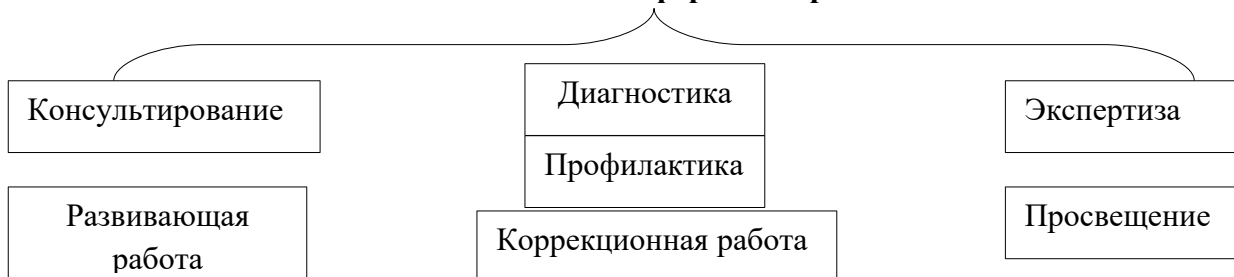 Консультирование
Диагностика
Экспертиза
Профилактика
Развивающая
работа
Коррекционная работа
Просвещение